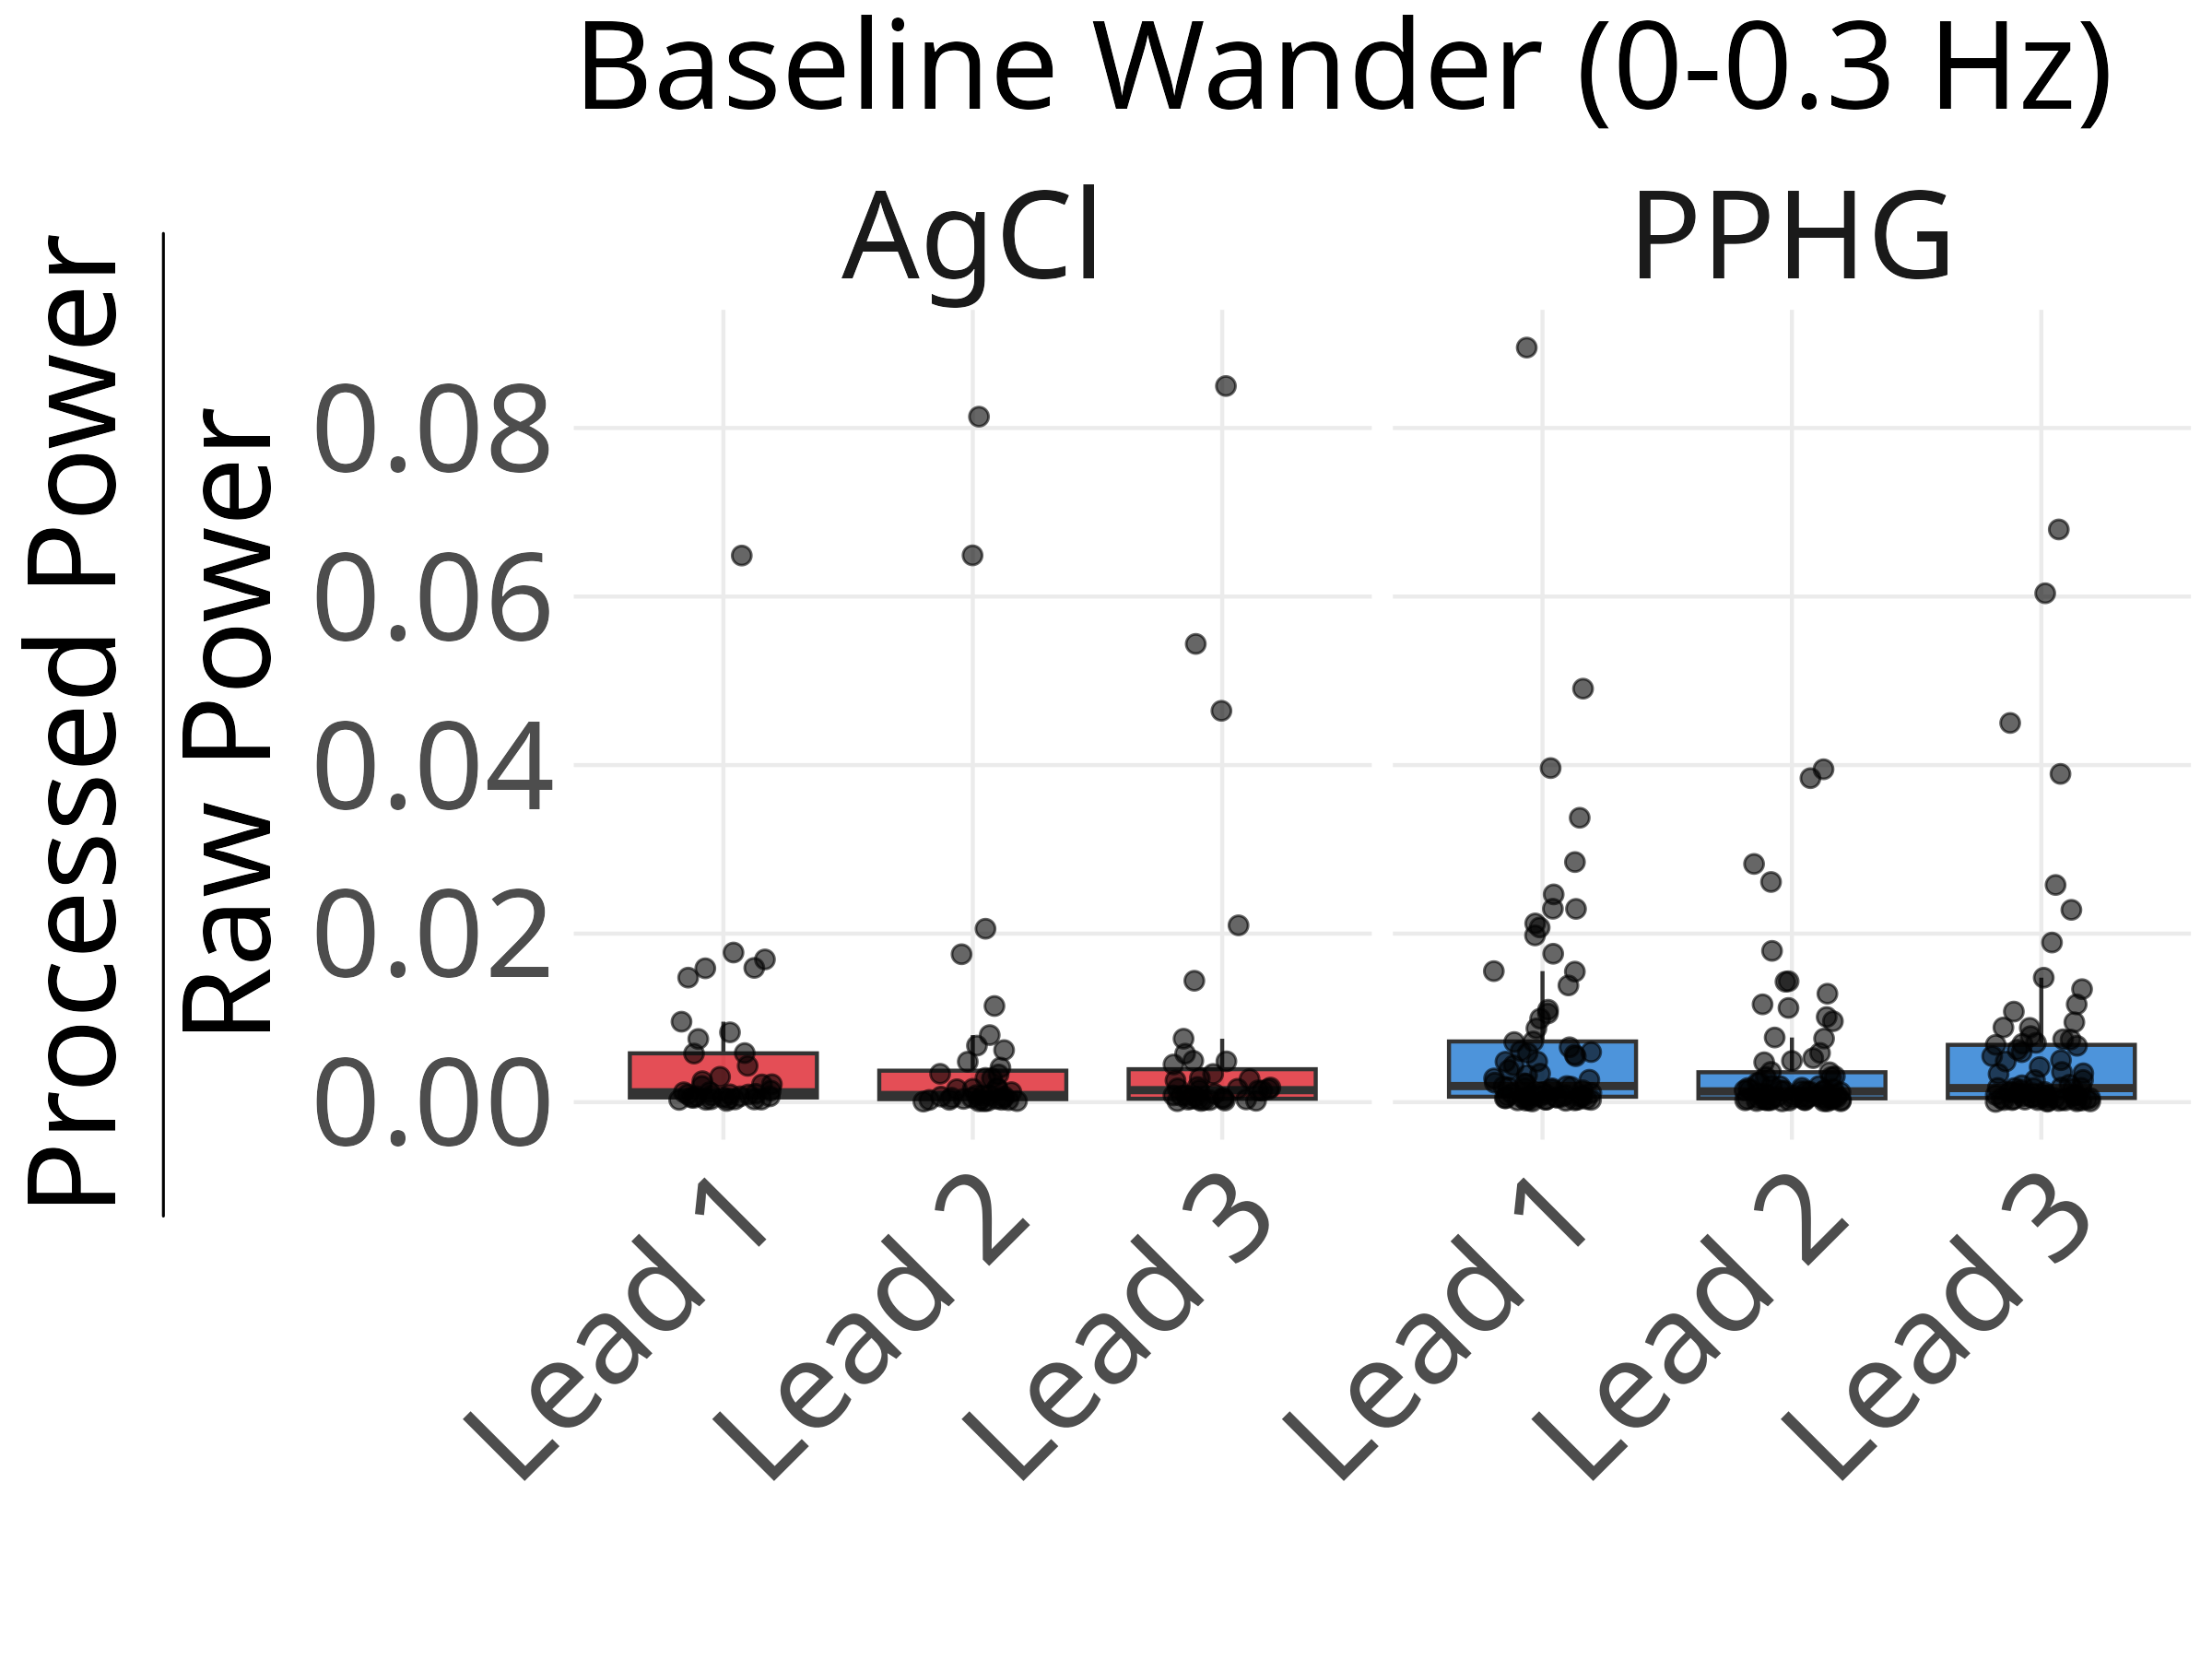 Baseline Wander (0-0.3 Hz)
AgCl
PPHG
Processed Power
Raw Power
0.08
0.06
0.04
0.02
0.00
Lead 1
Lead 2
Lead 3
Lead 1
Lead 2
Lead 3